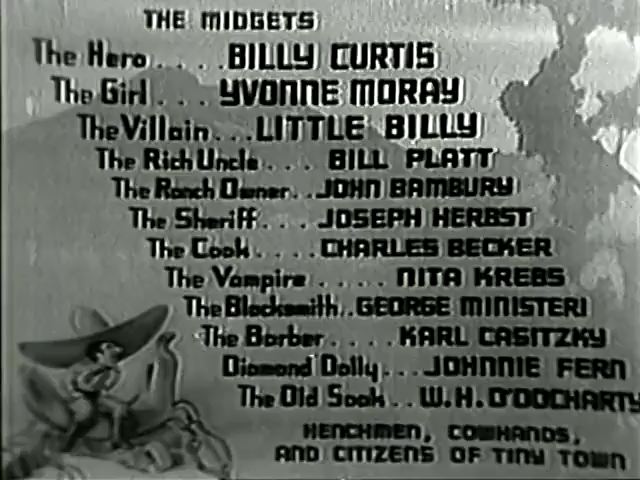 THE MIDGETS
The Hero.....BILLY CURTIS
The Girl....YVONNE MORAY
The Villain...LITTLE BILLY
The Rich Uncle.... BILL PLATT
The Ranch Owner..JOHN BAMBURY
The Sheriff.... JOSEPH HERBST
The Cook.....CHARLES BECKER
The Vampire.....NITA KREBS
The Blacksmith..GEORGE MINISTERI
The Barber....KARL CASITZKY
Diamond Dolly...JOHNNIE FERN
The Old Soak..W.H.O'DOCHARTY
HENCHMEN, COWHANDS,
AND CITIZENS OF TINY TOWN